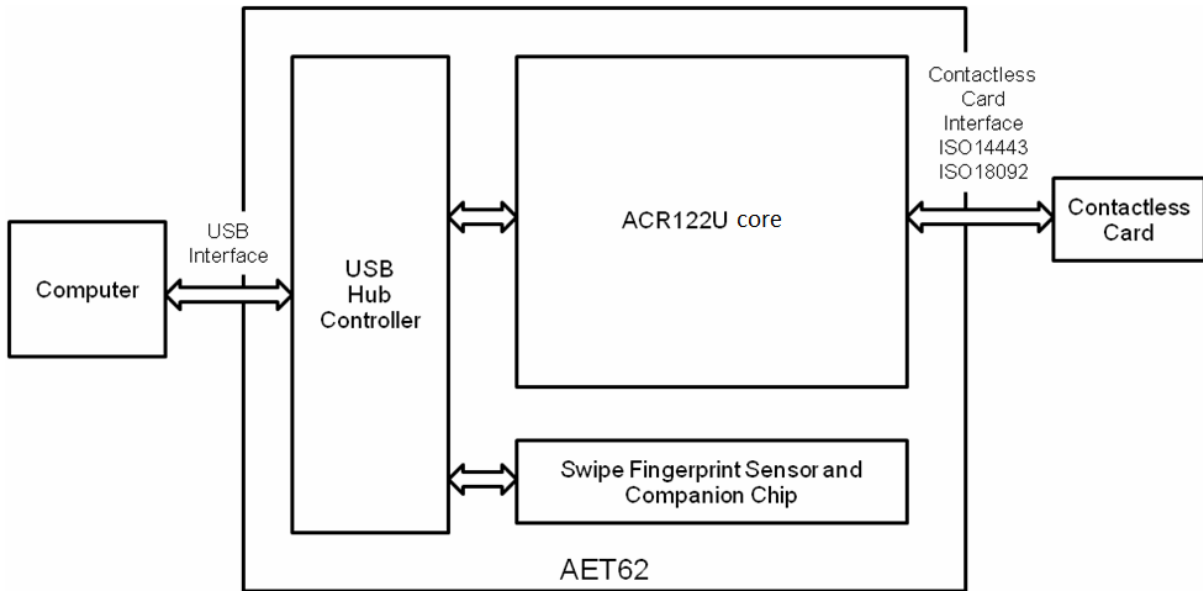 Computer
USB
Interface
USB
Hub
Controller
ACR122U core
Swipe Fingerprint Sensor and
Companion Chip
AET62
Contactless
Card
Interface
ISO14443
ISO18092
Contactless
Card